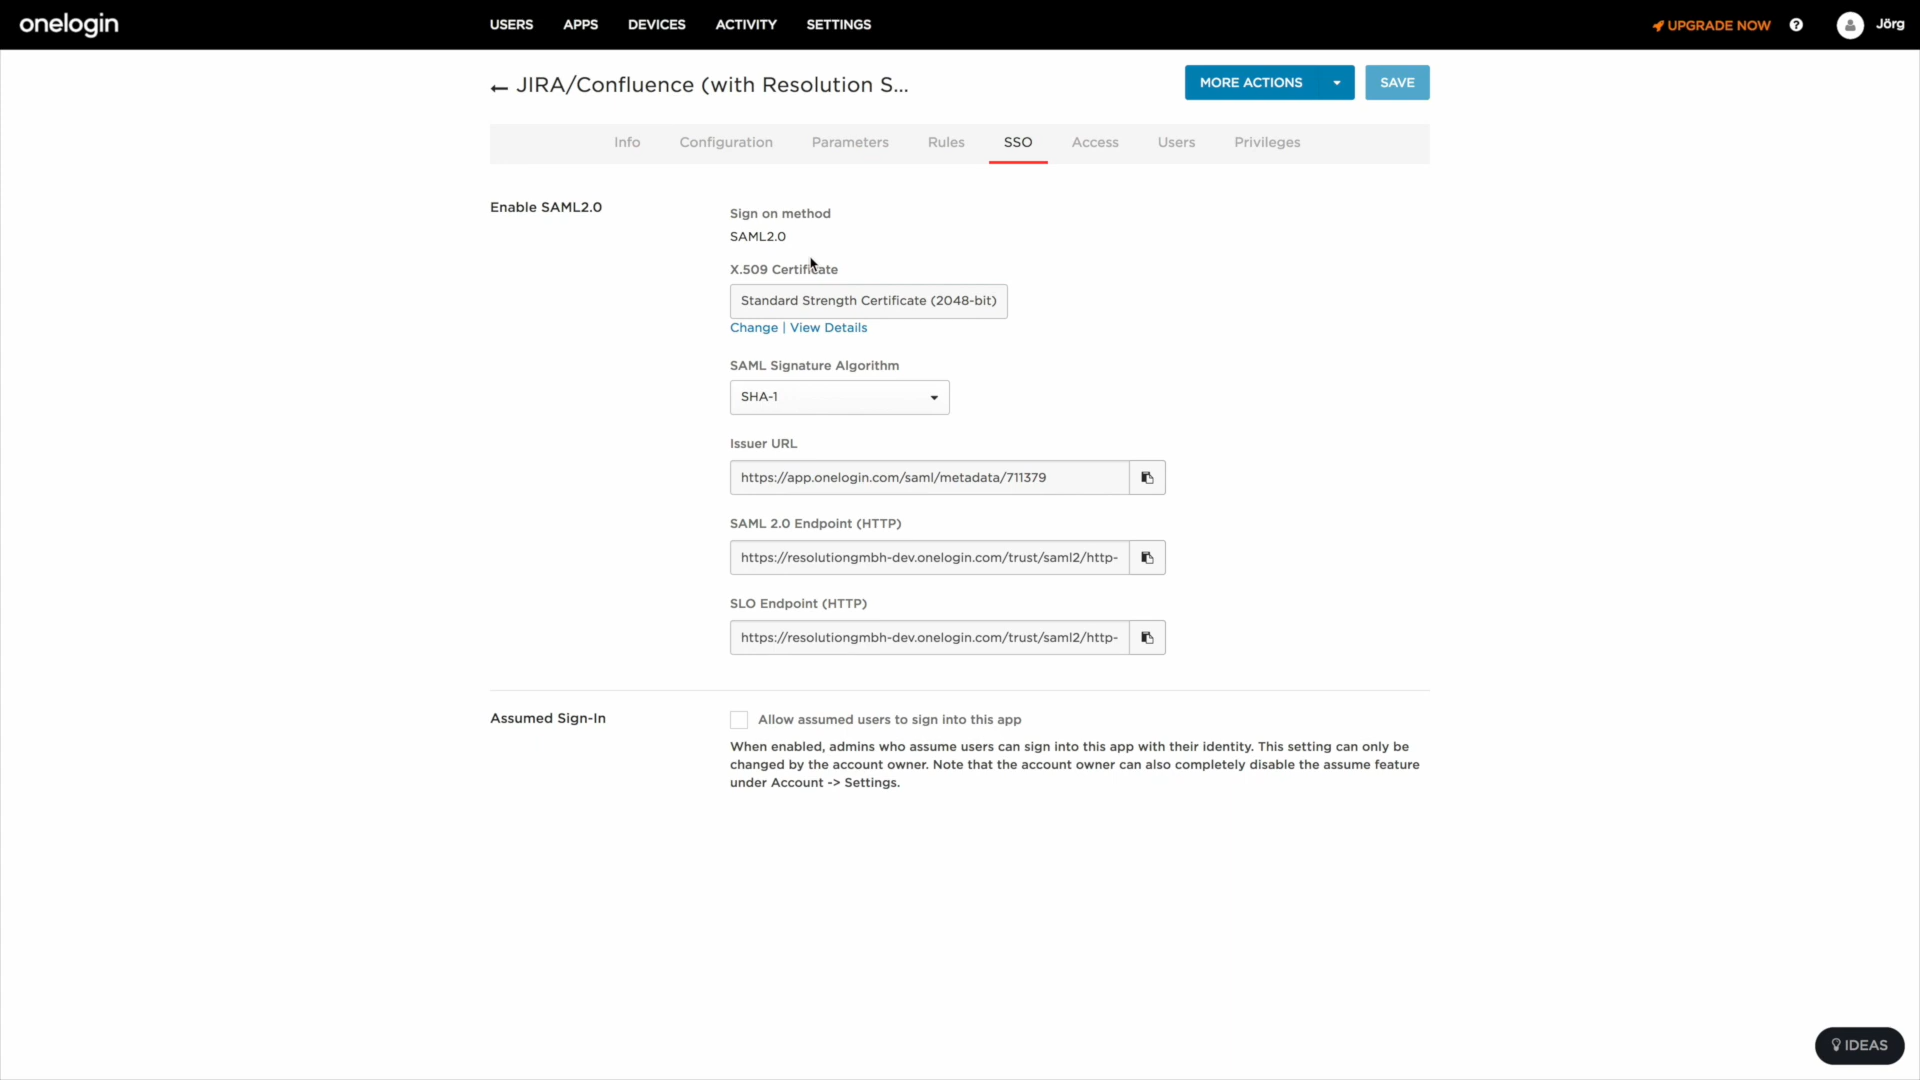 onelogin
USERS APPS DEVICES ACTIVITY SETTINGS
UPGRADE NOW
Jörg
JIRA/Confluence (with Resolution S...
MORE ACTIONS
SAVE
Info Configuration Parameters Rules SSO Access Users Privileges
Enable SAML2.0
Sign on method
SAML2.0
X.509 Certificate
Standard Strength Certificate (2048-bit)
Change | View Details
SAML Signature Algorithm
SHA-1
Issuer URL
https://app.onelogin.com/saml/metadata/711379
SAML 2.0 Endpoint (HTTP)
https://resolutiongmbh-dev.onelogin.com/trust/saml2/http-
SLO Endpoint (HTTP)
https://resolutiongmbh-dev.onelogin.com/trust/saml2/http-
Assumed Sign-In
Allow assumed users to sign into this app
When enabled, admins who assume users can sign into this app with their identity. This setting can only be
changed by the account owner. Note that the account owner can also completely disable the assume feature
under Account -> Settings.
IDEAS